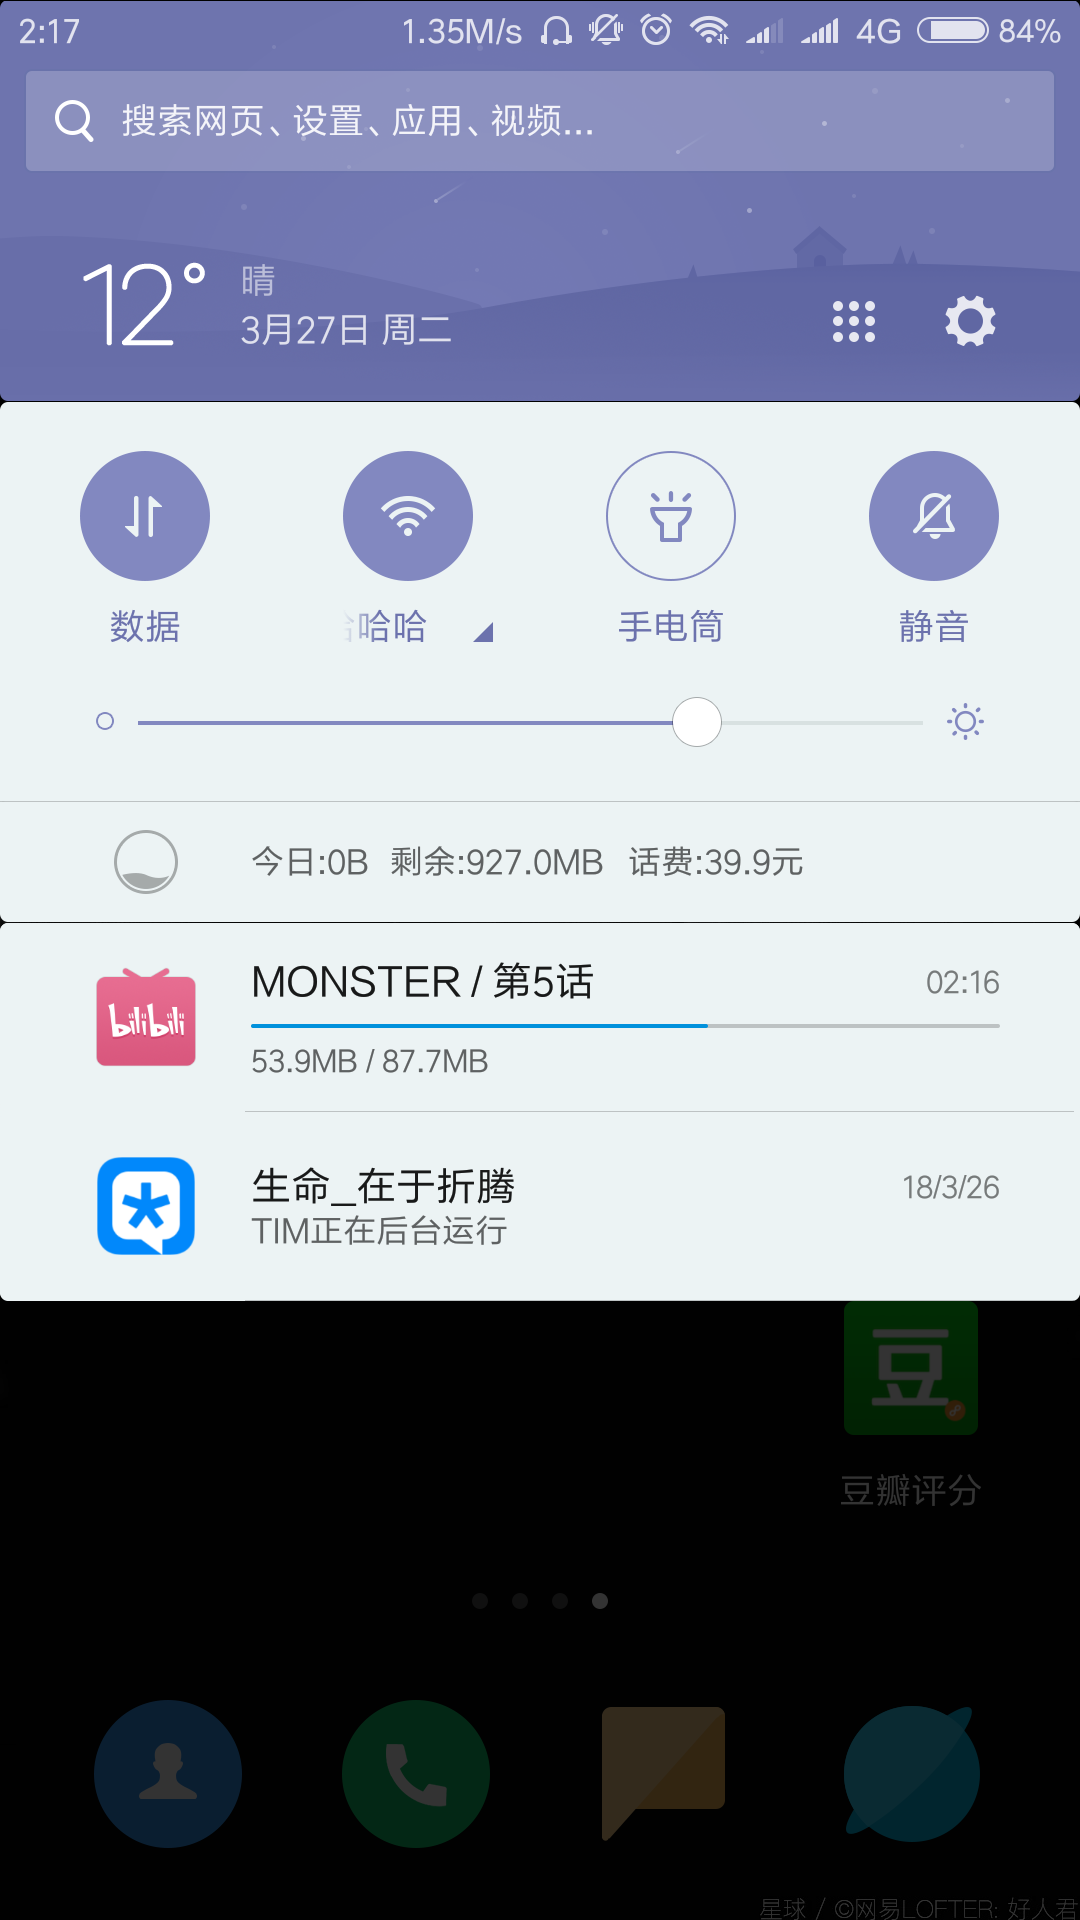 2:17 1.35M/s 4G 84%
搜索网页、设置、应用、视频...
12° 晴
3月27日 周二
数据 哈哈 手电筒 静音
今日:0B 剩余:927.0MB 话费:39.9元
MONSTER / 第5话 02:16
bilibili
53.9MB / 87.7MB
生命_在于折腾 18/3/26
TIM正在后台运行
豆
豆瓣评分
星球 / ©网易LOFTER: 好人君